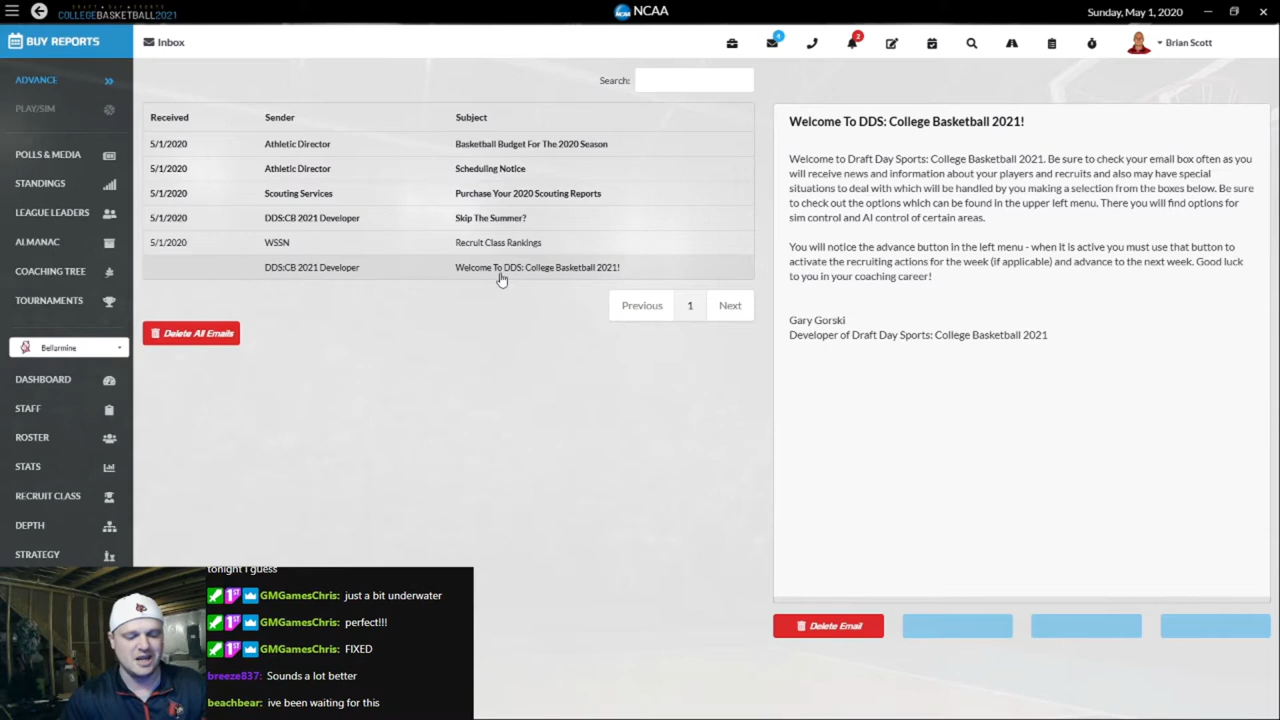 DRAFT DAY SPORTS
COLLEGEBASKETBALL2021
NCAA
Sunday, May 1, 2020
BUY REPORTS
Inbox
4
2
Brian Scott
ADVANCE
PLAY/SIM
POLLS & MEDIA
STANDINGS
LEAGUE LEADERS
ALMANAC
COACHING TREE
TOURNAMENTS
Bellarmine
DASHBOARD
STAFF
ROSTER
STATS
RECRUIT CLASS
DEPTH
STRATEGY
Search:
Received Sender Subject
5/1/2020 Athletic Director Basketball Budget For The 2020 Season
5/1/2020 Athletic Director Scheduling Notice
5/1/2020 Scouting Services Purchase Your 2020 Scouting Reports
5/1/2020 DDS:CB 2021 Developer Skip The Summer?
5/1/2020 WSSN Recruit Class Rankings
DDS:CB 2021 Developer Welcome To DDS: College Basketball 2021!
Previous 1 Next
Delete All Emails
Welcome To DDS: College Basketball 2021!
Welcome to Draft Day Sports: College Basketball 2021. Be sure to check your email box often as you
will receive news and information about your players and recruits and also may have special
situations to deal with which will be handled by you making a selection from the boxes below. Be sure
to check out the options which can be found in the upper left menu. There you will find options for
sim control and AI control of certain areas.
You will notice the advance button in the left menu - when it is active you must use that button to
activate the recruiting actions for the week (if applicable) and advance to the next week. Good luck
to you in your coaching career!
Gary Gorski
Developer of Draft Day Sports: College Basketball 2021
Delete Email
tonight I guess
1ST GMGamesChris: just a bit underwater
1ST GMGamesChris: perfect!!!
1ST GMGamesChris: FIXED
breeze837: Sounds a lot better
beachbear: ive been waiting for this